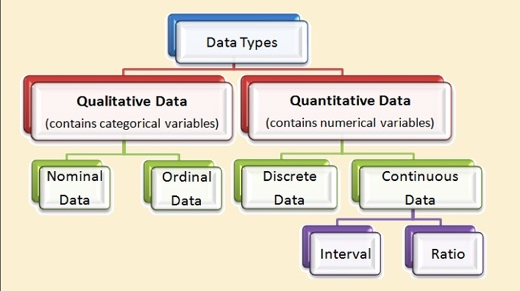 Data Types
Qualitative Data
(contains categorical variables)
Quantitative Data
(contains numerical variables)
Nominal
Data
Ordinal
Data
Discrete
Data
Continuous
Data
Interval
Ratio